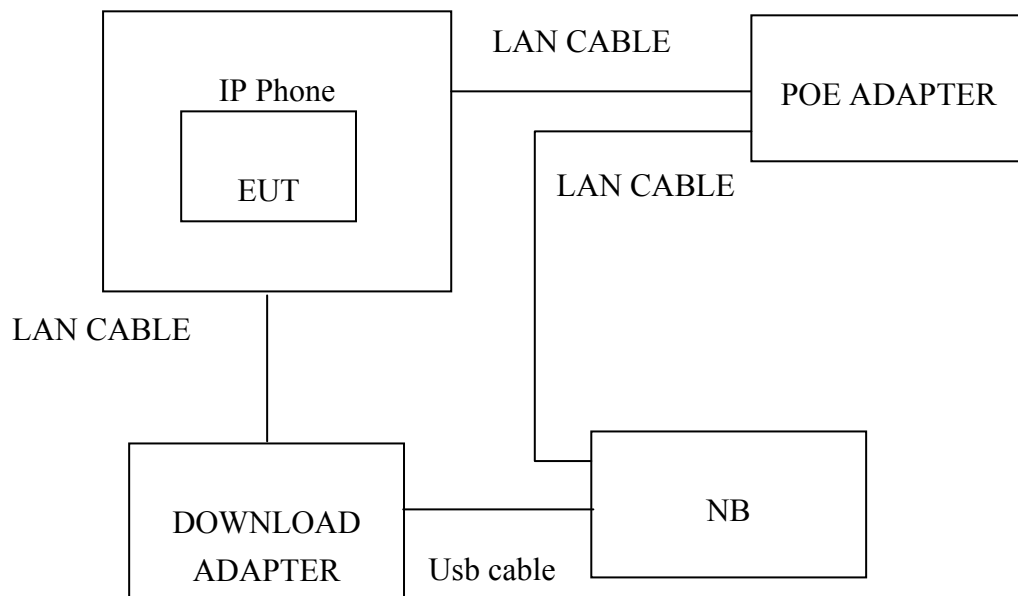 LAN CABLE
IP Phone
POE ADAPTER
EUT
LAN CABLE
LAN CABLE
NB
DOWNLOAD
ADAPTER
Usb cable